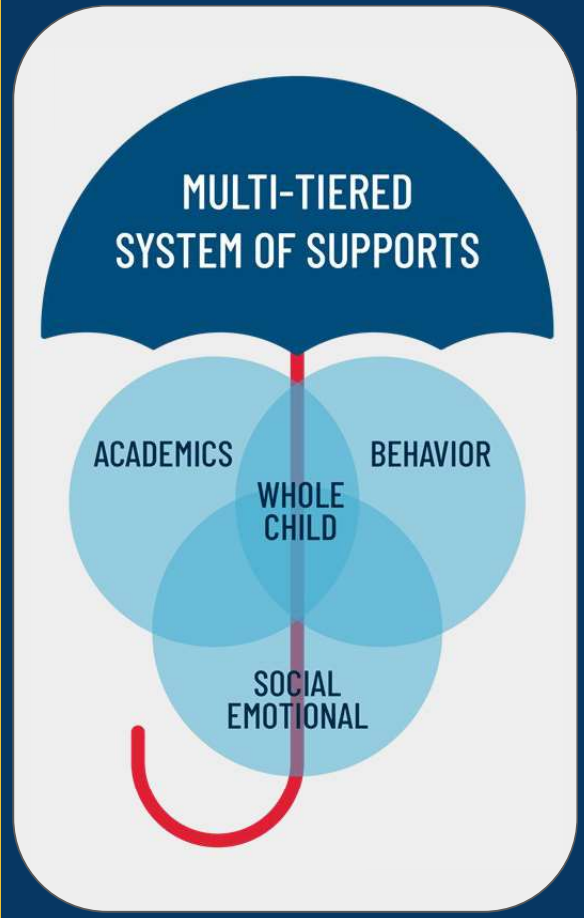 MULTI-TIERED
SYSTEM OF SUPPORTS
ACADEMICS
BEHAVIOR
WHOLE
CHILD
SOCIAL
EMOTIONAL